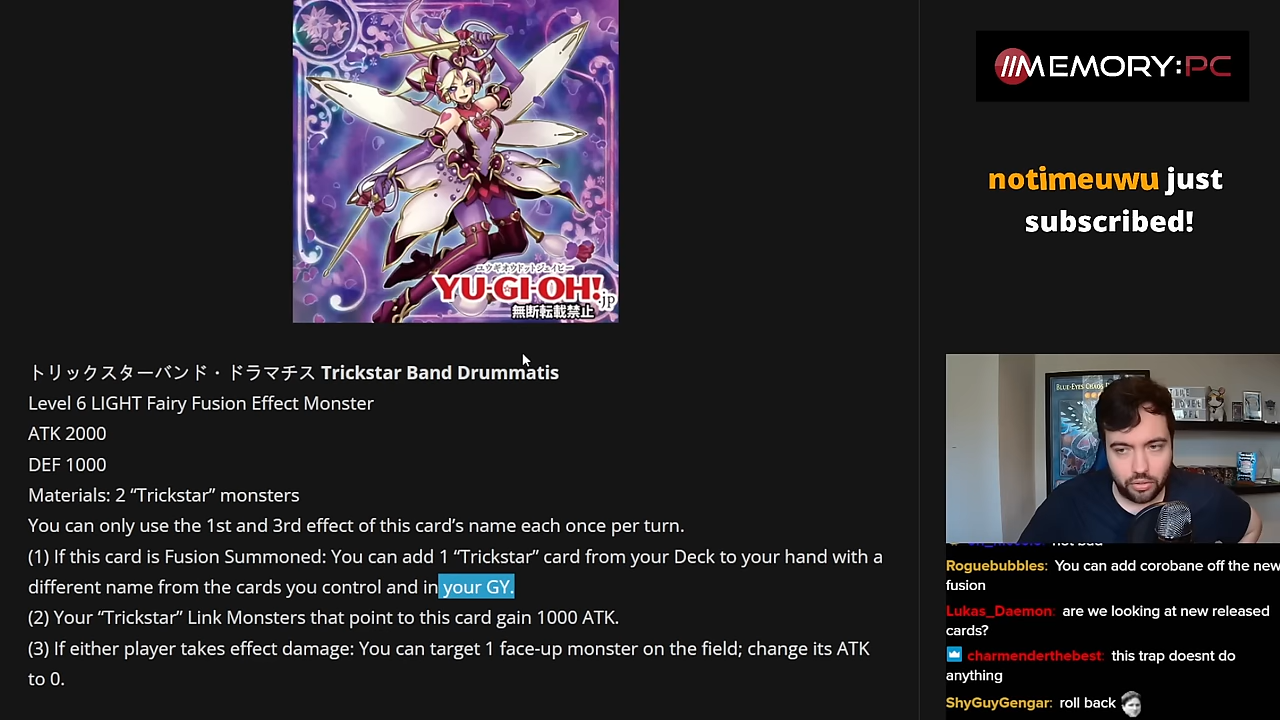 ユウギオウドットジェイピー
YU-GI-OH!.jp
無断転載禁止
トリックスターバンド・ドラマチス Trickstar Band Drummatis
Level 6 LIGHT Fairy Fusion Effect Monster
ATK 2000
DEF 1000
Materials: 2 “Trickstar” monsters
You can only use the 1st and 3rd effect of this card’s name each once per turn.
(1) If this card is Fusion Summoned: You can add 1 “Trickstar” card from your Deck to your hand with a
different name from the cards you control and in your GY.
(2) Your “Trickstar” Link Monsters that point to this card gain 1000 ATK.
(3) If either player takes effect damage: You can target 1 face-up monster on the field; change its ATK
to 0.
MEMORY:PC
notimeuwu just
subscribed!
BLUE-EYES CHAOS
not bad
Roguebubbles: You can add corobane off the new
fusion
Lukas_Daemon: are we looking at new released
cards?
charmenderthebest: this trap doesnt do
anything
ShyGuyGengar: roll back